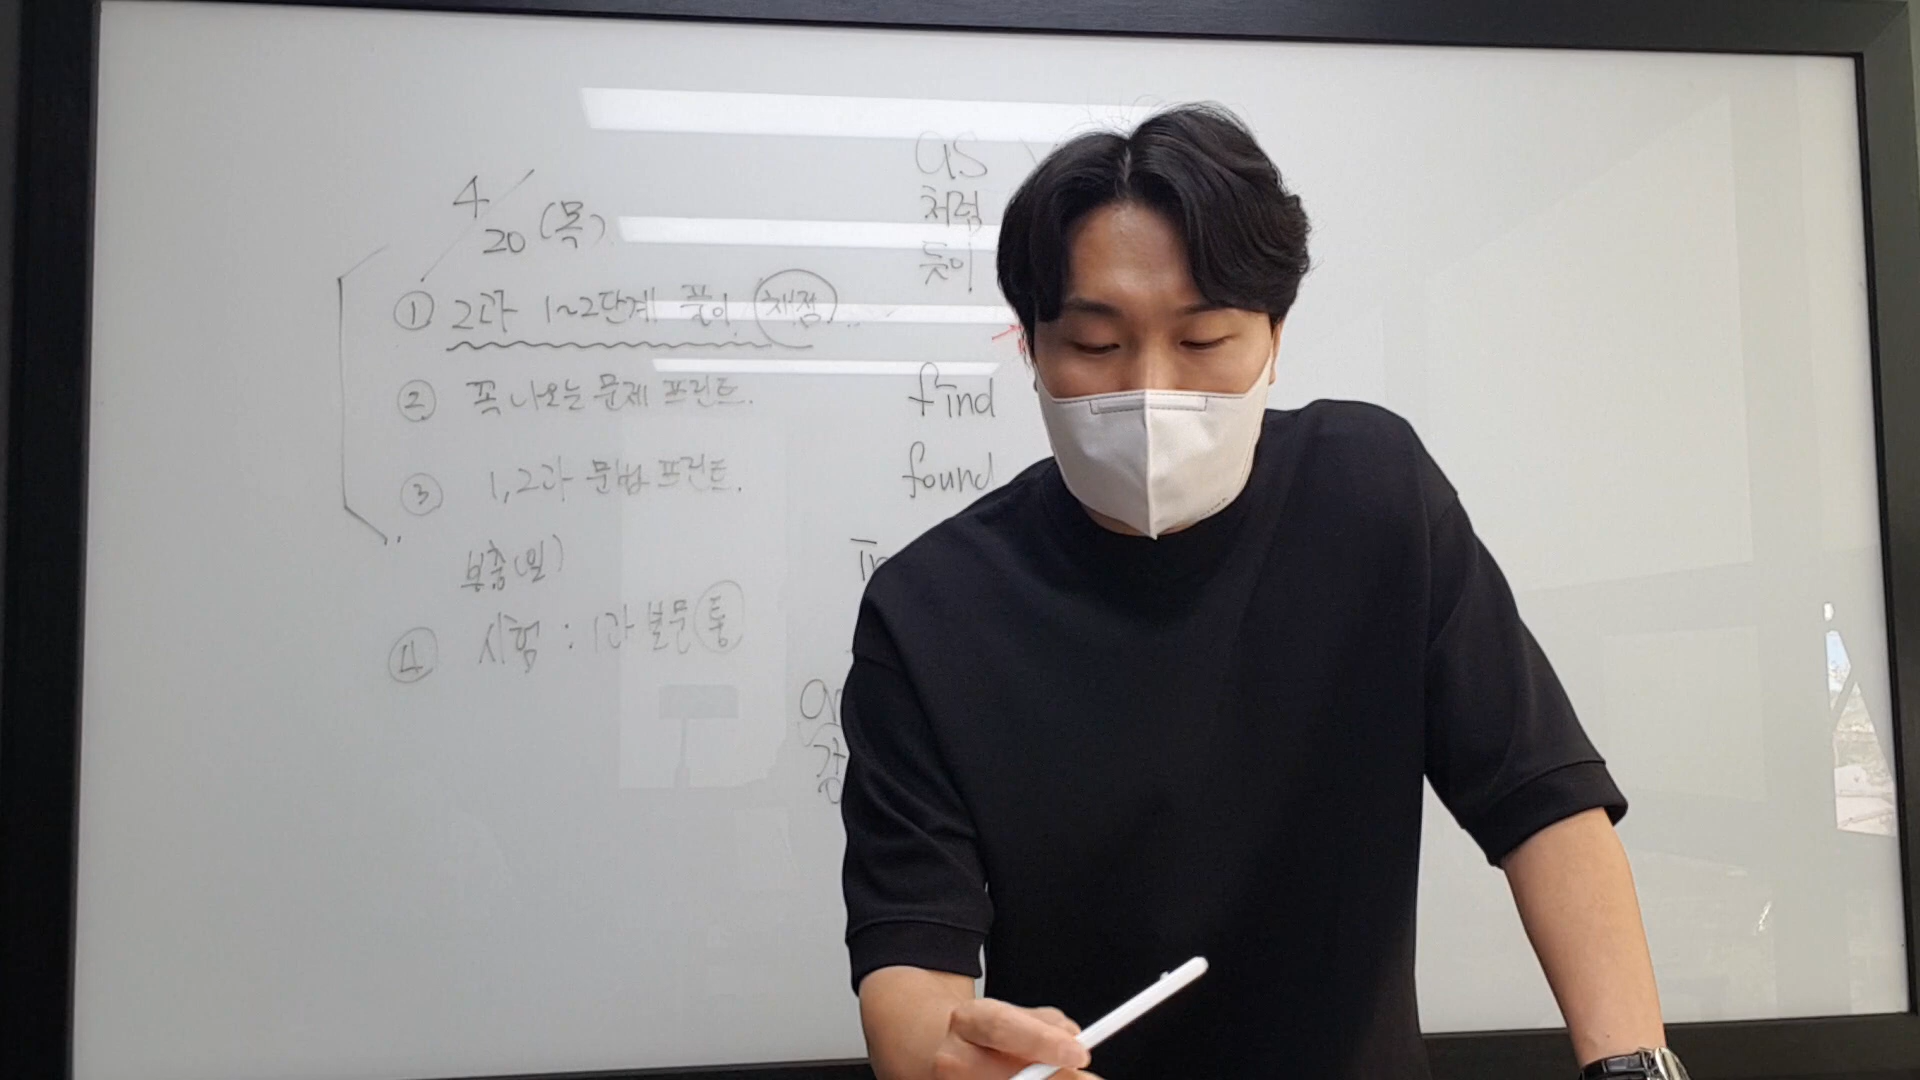 4/20 (목)
① 2과 1~2단계 풀이 채점
② 꼭 나오는 문제 프린트.
③ 1,2과 문법 프린트.
보충(일)
④ 시험 : 1과 본문 통
as
처럼
듯이
find
found